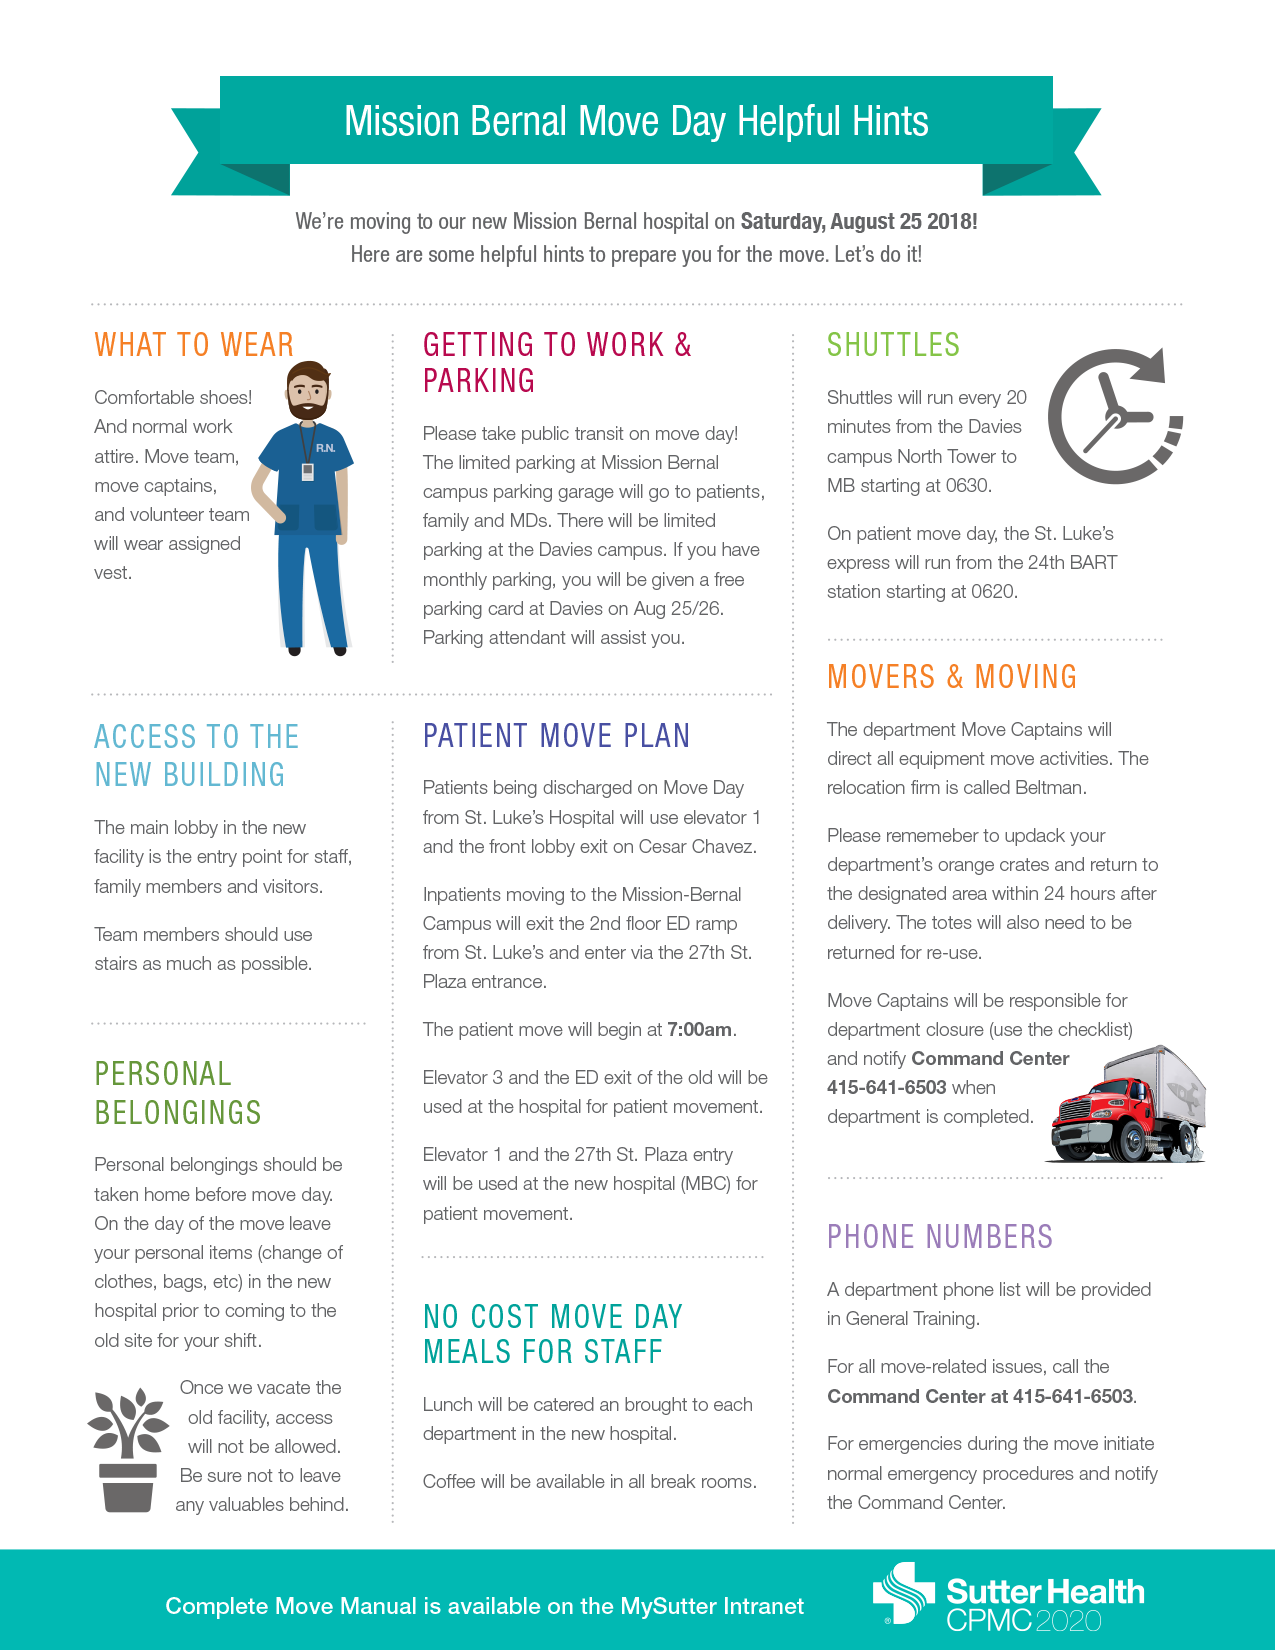 Mission Bernal Move Day Helpful Hints
We’re moving to our new Mission Bernal hospital on Saturday, August 25 2018!
Here are some helpful hints to prepare you for the move. Let’s do it!
WHAT TO WEAR
Comfortable shoes!
And normal work
attire. Move team,
move captains,
and volunteer team
will wear assigned
vest.
R.N.
GETTING TO WORK &
PARKING
Please take public transit on move day!
The limited parking at Mission Bernal
campus parking garage will go to patients,
family and MDs. There will be limited
parking at the Davies campus. If you have
monthly parking, you will be given a free
parking card at Davies on Aug 25/26.
Parking attendant will assist you.
SHUTTLES
Shuttles will run every 20
minutes from the Davies
campus North Tower to
MB starting at 0630.
On patient move day, the St. Luke’s
express will run from the 24th BART
station starting at 0620.
ACCESS TO THE
NEW BUILDING
The main lobby in the new
facility is the entry point for staff,
family members and visitors.
Team members should use
stairs as much as possible.
PERSONAL
BELONGINGS
Personal belongings should be
taken home before move day.
On the day of the move leave
your personal items (change of
clothes, bags, etc) in the new
hospital prior to coming to the
old site for your shift.
Once we vacate the
old facility, access
will not be allowed.
Be sure not to leave
any valuables behind.
PATIENT MOVE PLAN
Patients being discharged on Move Day
from St. Luke’s Hospital will use elevator 1
and the front lobby exit on Cesar Chavez.
Inpatients moving to the Mission-Bernal
Campus will exit the 2nd floor ED ramp
from St. Luke’s and enter via the 27th St.
Plaza entrance.
The patient move will begin at 7:00am.
Elevator 3 and the ED exit of the old will be
used at the hospital for patient movement.
Elevator 1 and the 27th St. Plaza entry
will be used at the new hospital (MBC) for
patient movement.
NO COST MOVE DAY
MEALS FOR STAFF
Lunch will be catered an brought to each
department in the new hospital.
Coffee will be available in all break rooms.
MOVERS & MOVING
The department Move Captains will
direct all equipment move activities. The
relocation firm is called Beltman.
Please rememeber to updack your
department’s orange crates and return to
the designated area within 24 hours after
delivery. The totes will also need to be
returned for re-use.
Move Captains will be responsible for
department closure (use the checklist)
and notify Command Center
415-641-6503 when
department is completed.
PHONE NUMBERS
A department phone list will be provided
in General Training.
For all move-related issues, call the
Command Center at 415-641-6503.
For emergencies during the move initiate
normal emergency procedures and notify
the Command Center.
Complete Move Manual is available on the MySutter Intranet
® Sutter Health
CPMC 2020